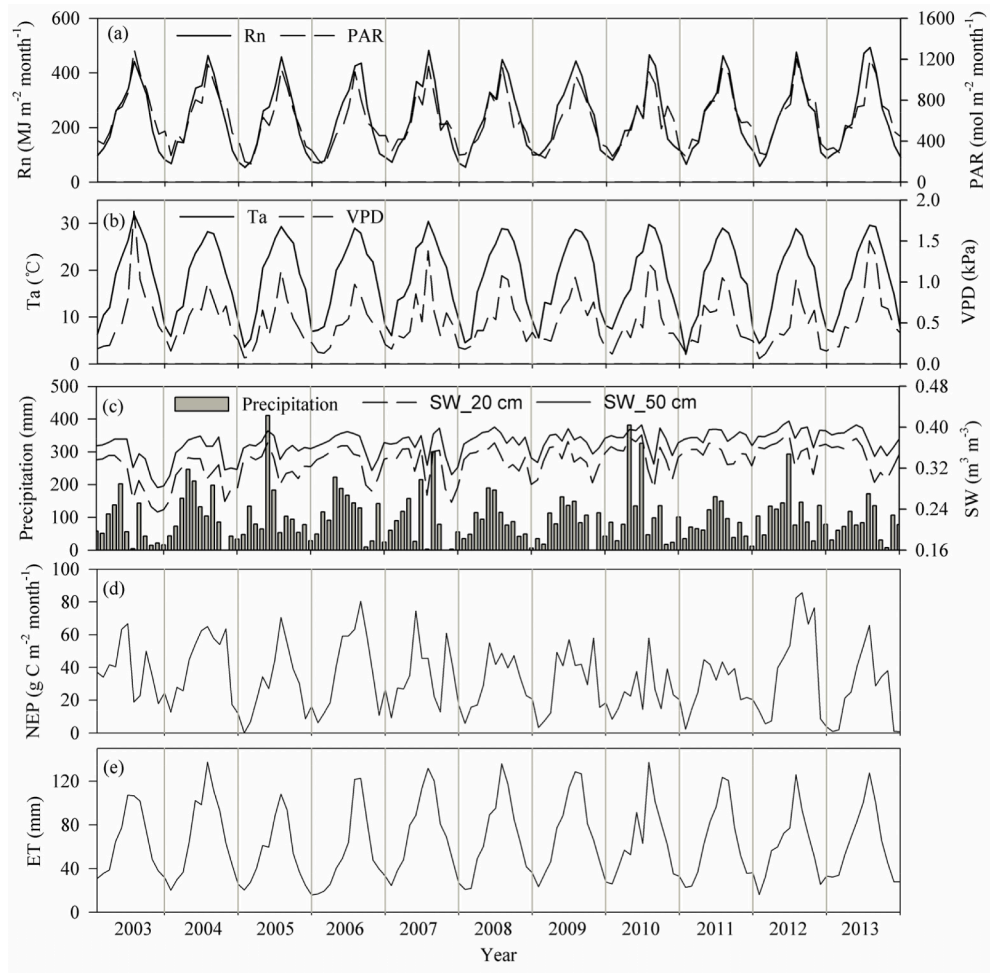 (a) Rn PAR
Rn (MJ m⁻² month⁻¹)
600
400
200
0
PAR (mol m⁻² month⁻¹)
1600
1200
800
400
0
(b) Ta VPD
Ta (℃)
30
20
10
0
VPD (kPa)
2.0
1.5
1.0
0.5
0.0
(c) Precipitation SW_20 cm SW_50 cm
Precipitation (mm)
500
400
300
200
100
0
SW (m³ m⁻³)
0.48
0.40
0.32
0.24
0.16
(d)
NEP (g C m⁻² month⁻¹)
100
80
60
40
20
0
(e)
ET (mm)
120
80
40
0
2003 2004 2005 2006 2007 2008 2009 2010 2011 2012 2013
Year